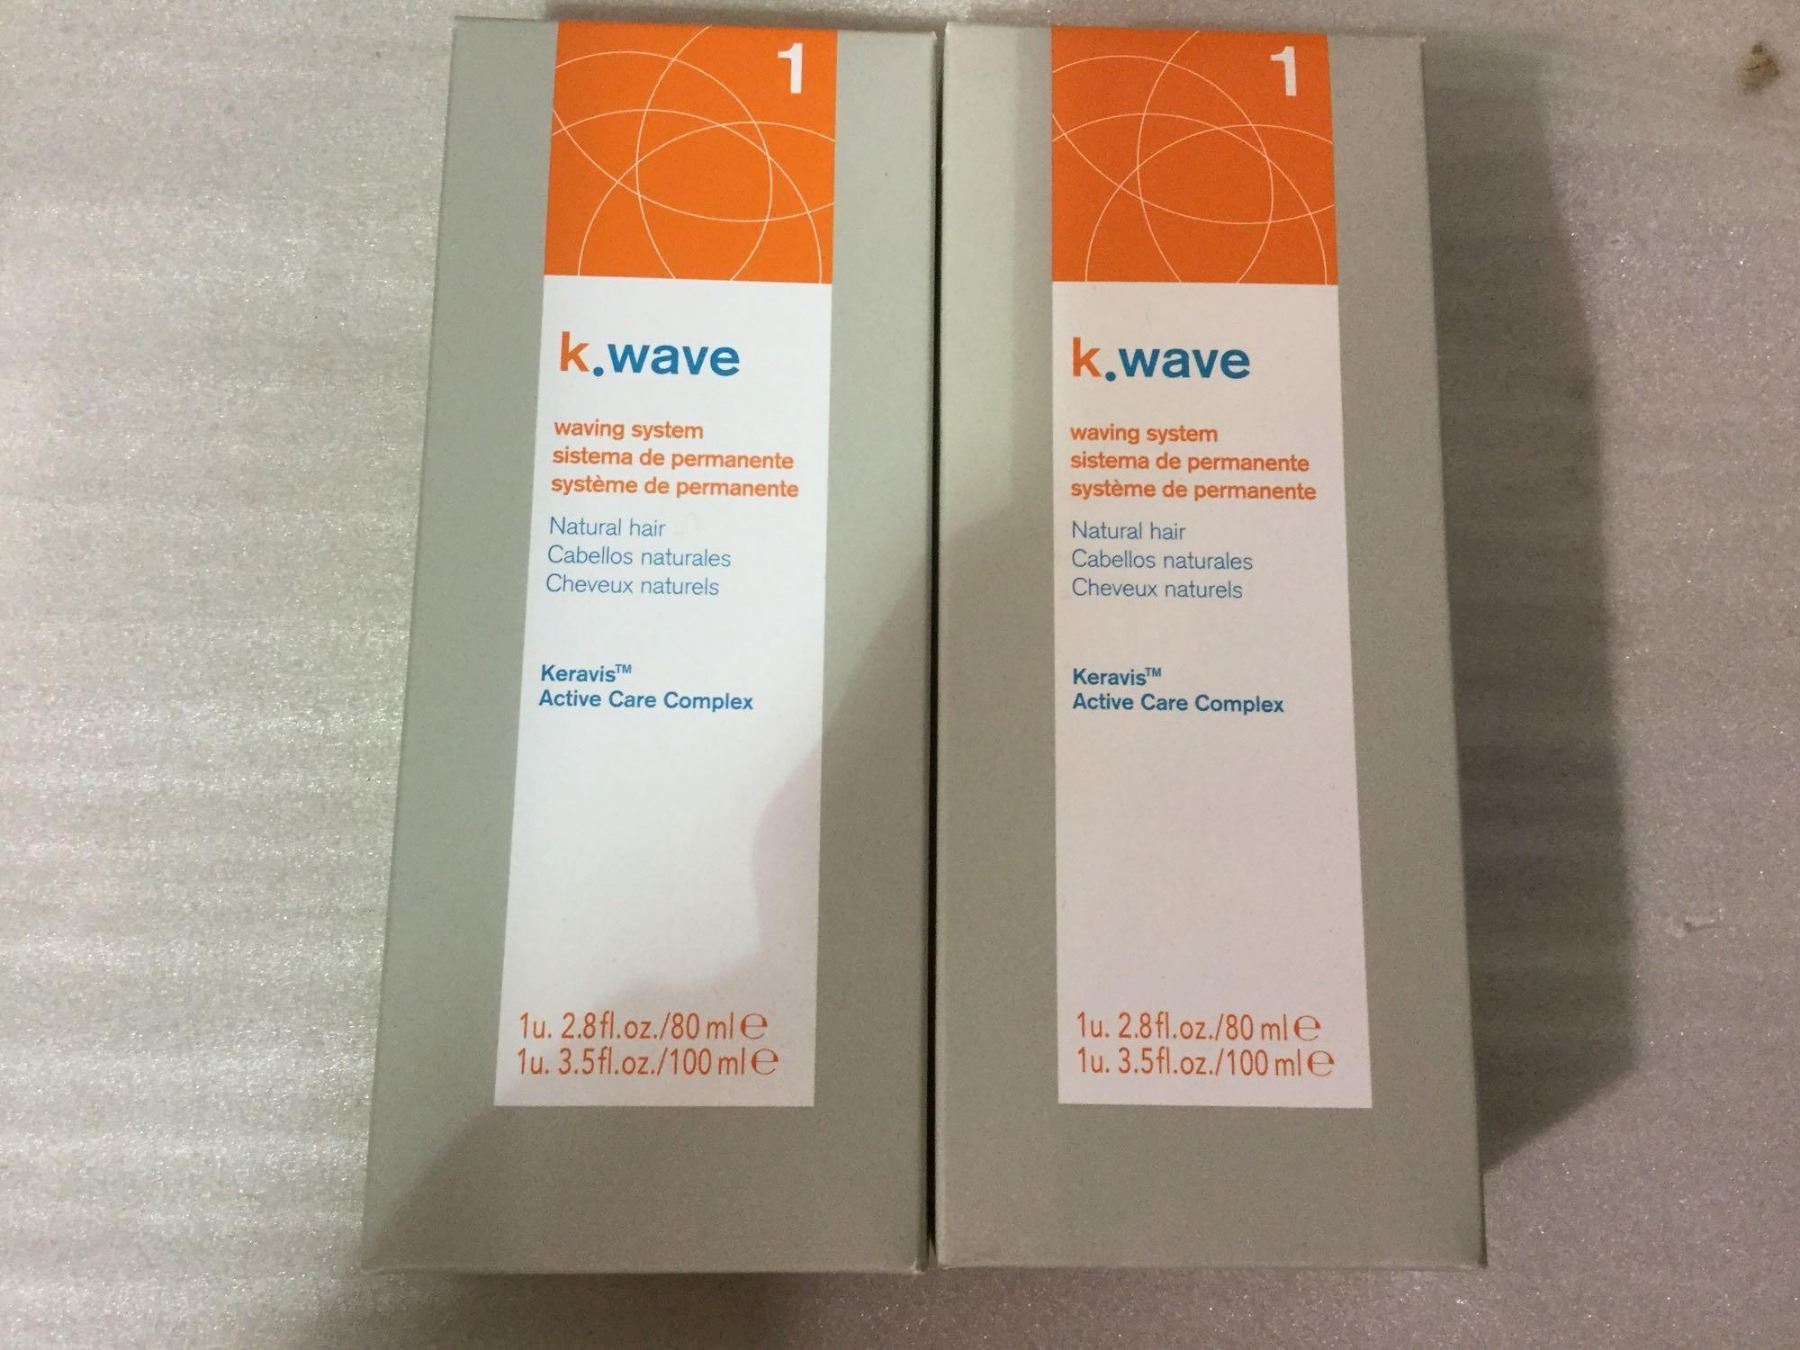 1
k.wave
waving system
sistema de permanente
système de permanente
Natural hair
Cabellos naturales
Cheveux naturels
Keravis™
Active Care Complex
1u. 2.8fl.oz./80 ml ℮
1u. 3.5fl.oz./100 ml ℮
1
k.wave
waving system
sistema de permanente
système de permanente
Natural hair
Cabellos naturales
Cheveux naturels
Keravis™
Active Care Complex
1u. 2.8fl.oz./80 ml ℮
1u. 3.5fl.oz./100 ml ℮